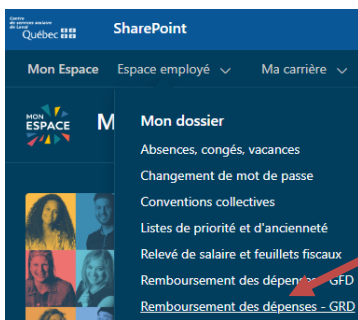 Centre
de services scolaire
de Laval
Québec
SharePoint
Mon Espace Espace employé Ma carrière
MON
ESPACE
M
Mon dossier
Absences, congés, vacances
Changement de mot de passe
Conventions collectives
Listes de priorité et d'ancienneté
Relevé de salaire et feuillets fiscaux
Remboursement des dépenses - GFD
Remboursement des dépenses - GRD